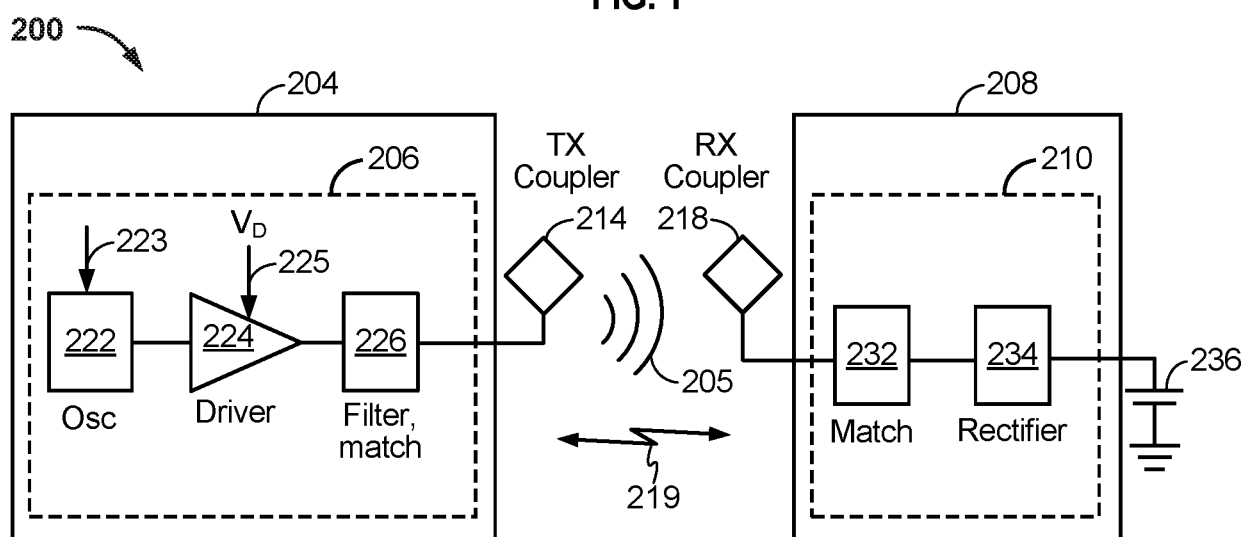 FIG. 1
200
204
208
TX
Coupler
RX
Coupler
206
210
214
218
223
V_D
225
222
224
226
205
232
234
236
Osc
Driver
Filter,
match
Match
Rectifier
219